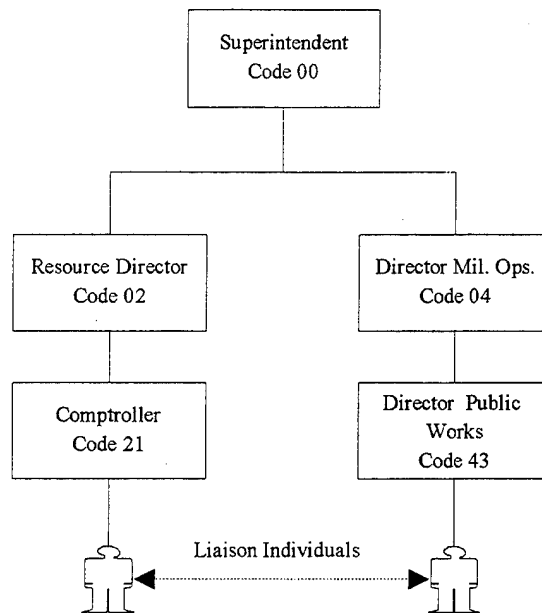 Superintendent
Code 00
Resource Director
Code 02
Director Mil. Ops.
Code 04
Comptroller
Code 21
Director Public
Works
Code 43
Liaison Individuals